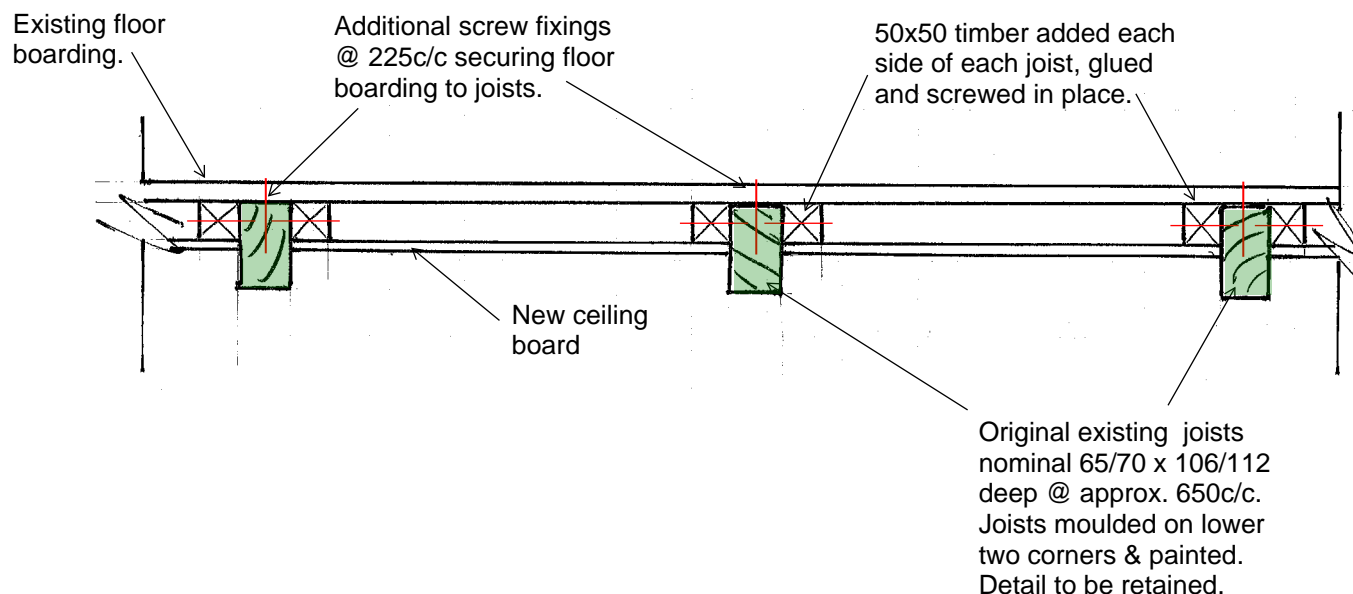 Existing floor
boarding.
Additional screw fixings
@ 225c/c securing floor
boarding to joists.
50x50 timber added each
side of each joist, glued
and screwed in place.
New ceiling
board
Original existing joists
nominal 65/70 x 106/112
deep @ approx. 650c/c.
Joists moulded on lower
two corners & painted.
Detail to be retained.